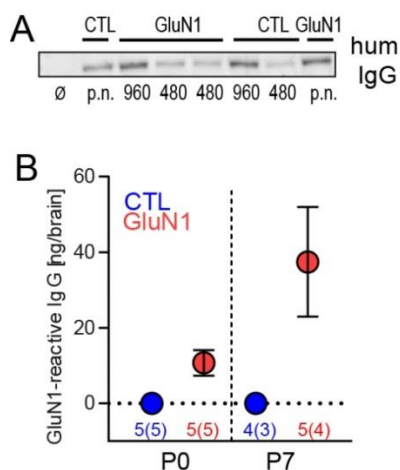 A
CTL GluN1 CTL GluN1
hum
IgG
Ø p.n. 960 480 480 960 480 p.n.
B
60
CTL
GluN1
40
20
0
GluN1-reactive IgG [ng/brain]
5(5) 5(5) 4(3) 5(4)
P0 P7